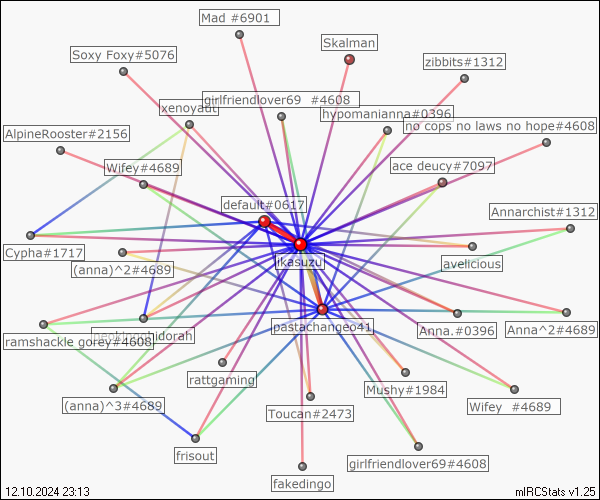 Mad #6901
Skalman
Soxy Foxy#5076
zibbits#1312
girlfriendlover69 #4608
xenoyaut
hypomanianna#0396
no cops no laws no hope#4608
AlpineRooster#2156
Wifey#4689
ace deucy#7097
default#0617
Annarchist#1312
Cypha#1717
ikasuzu
avelicious
(anna)^2#4689
pastachangeo41
Anna.#0396
Anna^2#4689
ramshackle gorey#4608
rattgaming
Mushy#1984
(anna)^3#4689
Toucan#2473
Wifey #4689
frisout
girlfriendlover69#4608
fakedingo
12.10.2024 23:13
mIRCStats v1.25